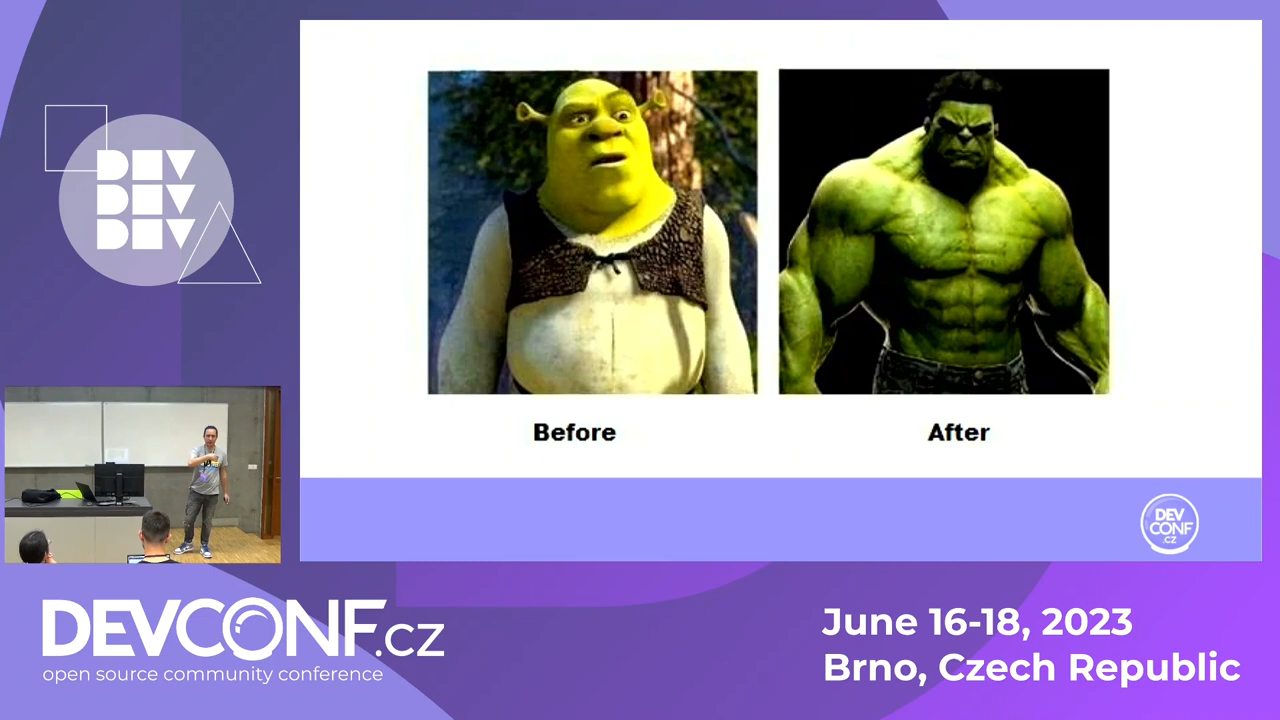 DEV
DEV
DEV
Before
After
DEV
CONF
.CZ
DEVCONF.cz
open source community conference
June 16-18, 2023
Brno, Czech Republic